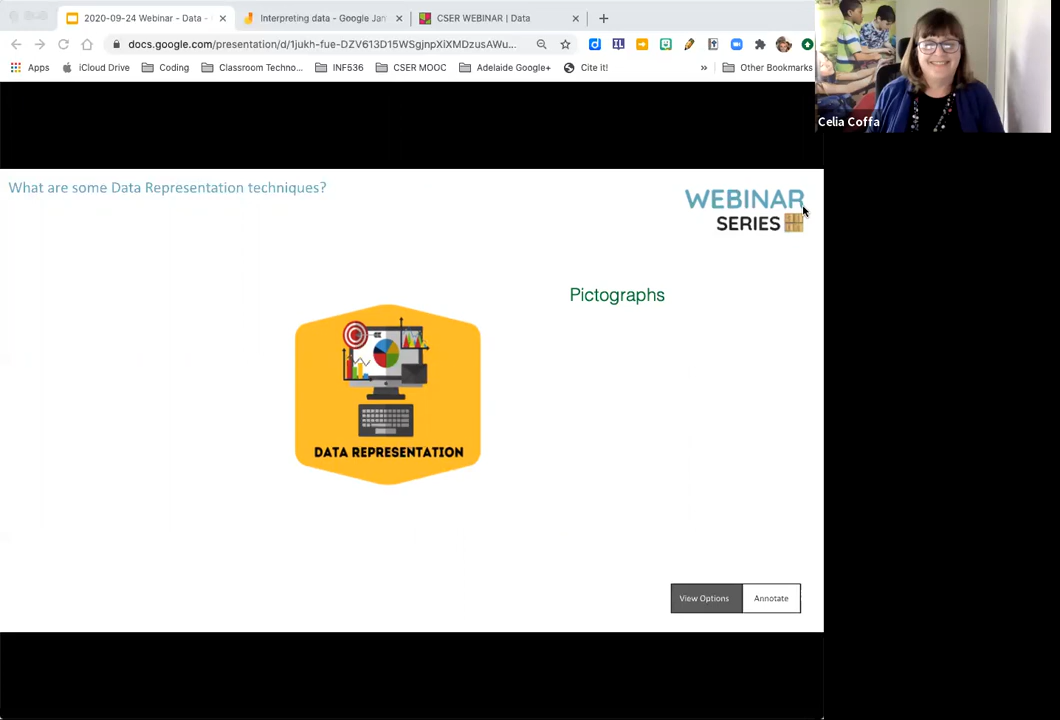 2020-09-24 Webinar - Data -
Interpreting data - Google Jam
CSER WEBINAR | Data
docs.google.com/presentation/d/1jukh-fue-DZV613D15WSgjnpXiXMDzusAWu...
Apps
iCloud Drive
Coding
Classroom Techno...
INF536
CSER MOOC
Adelaide Google+
Cite it!
»
Other Bookmarks
Celia Coffa
What are some Data Representation techniques?
WEBINAR
SERIES
Pictographs
DATA REPRESENTATION
View Options
Annotate